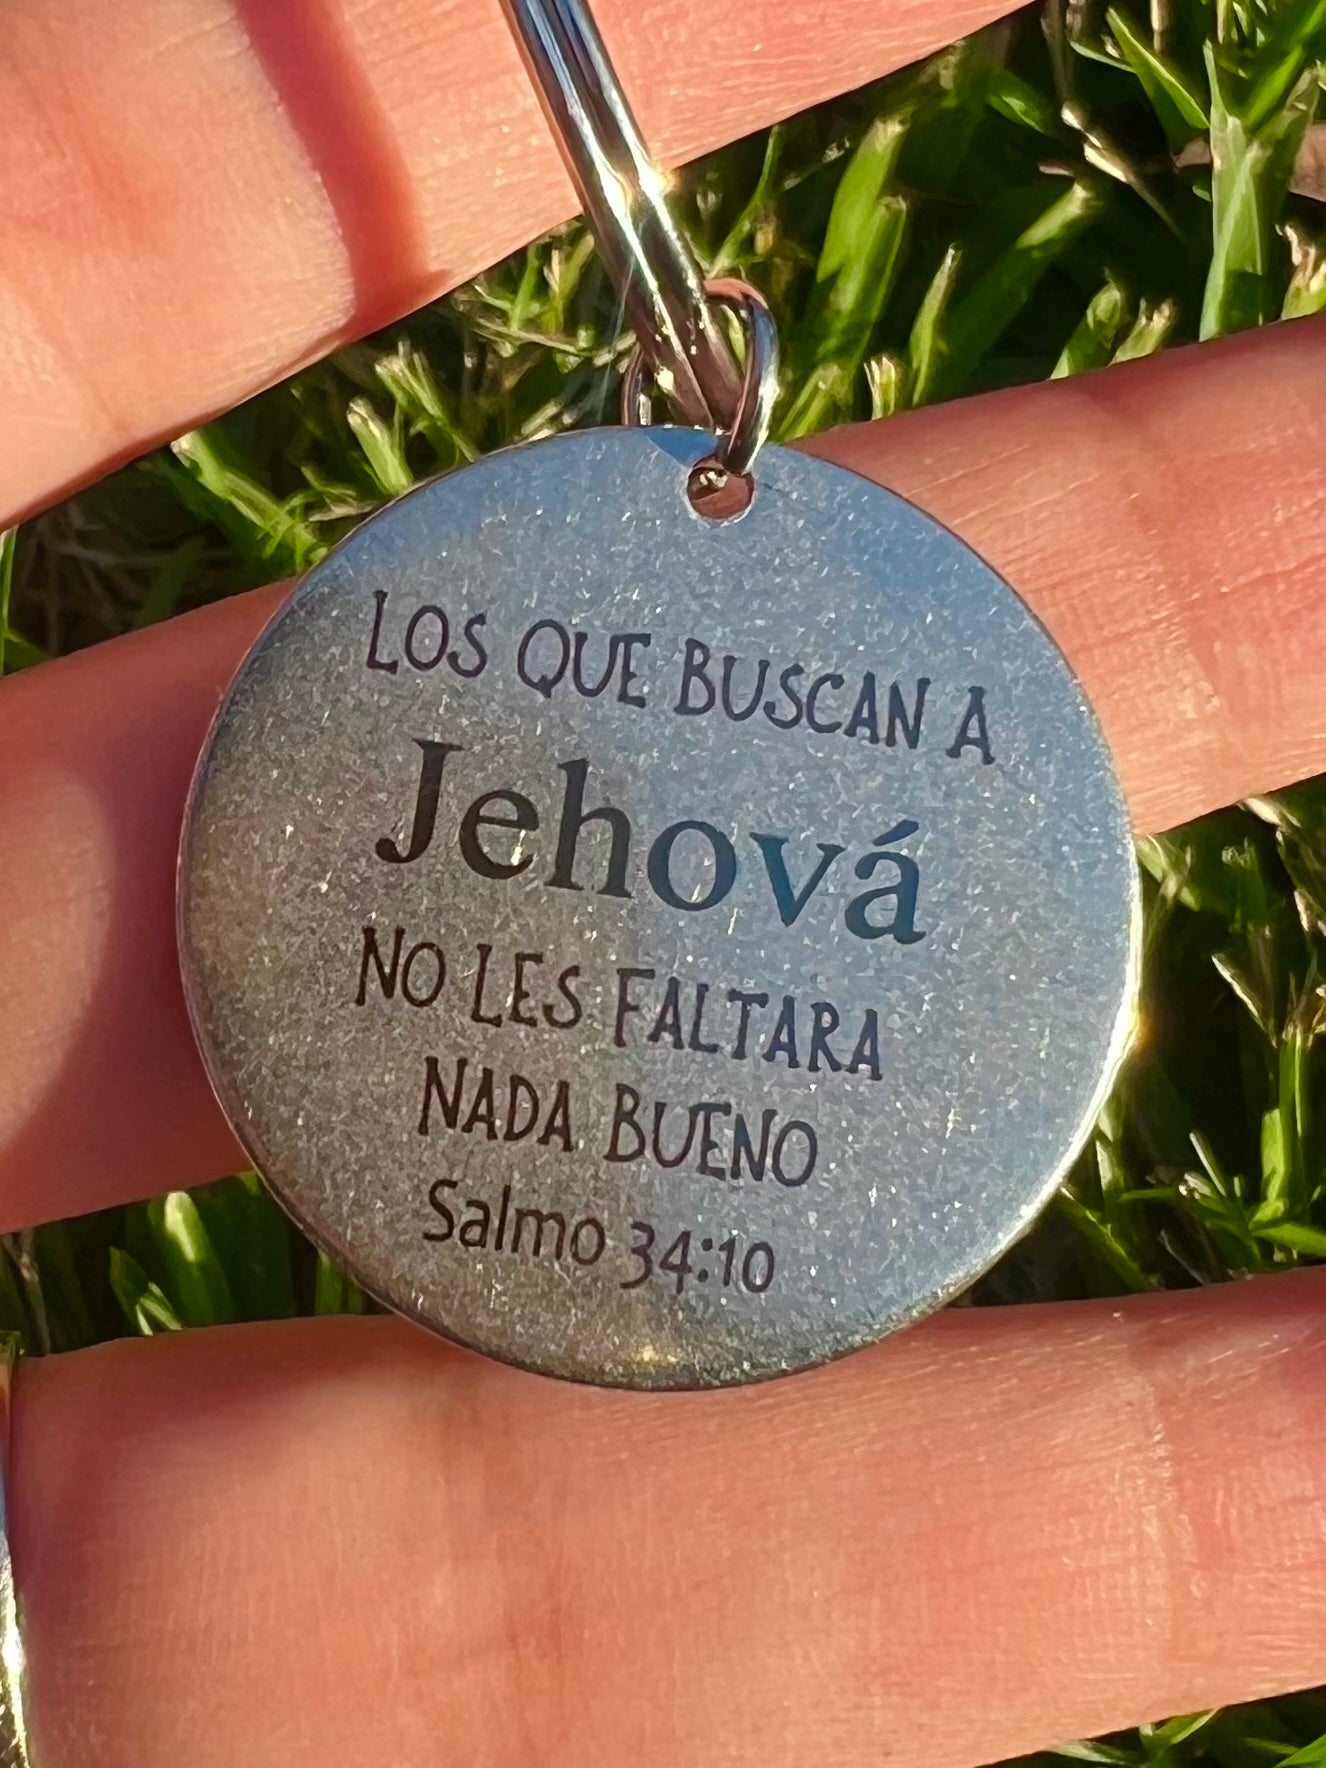 LOS QUE BUSCAN A
Jehová
NO LES FALTARA
NADA BUENO
Salmo 34:10